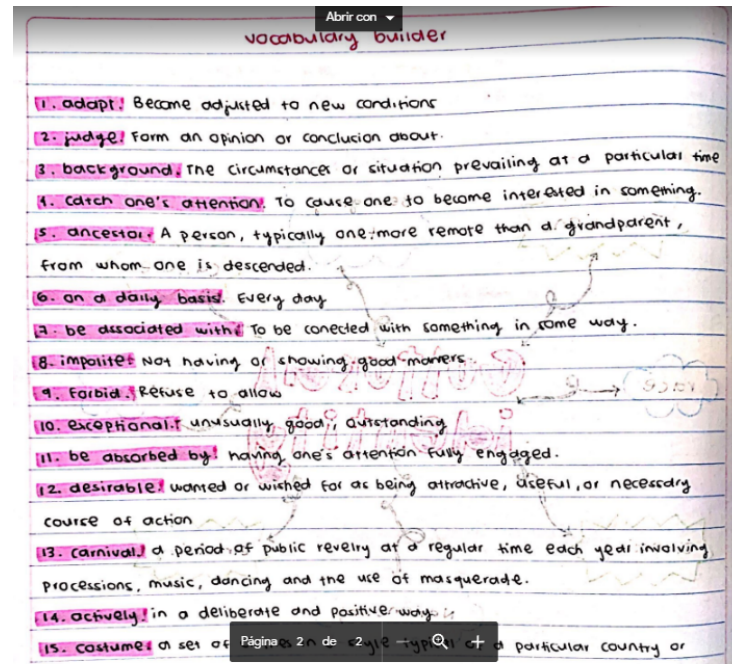 Abrir con
vocabulary builder
1. adapt: Become adjusted to new conditions
2. judge: Form an opinion or conclusion about.
3. background: The circumstances or situation prevailing at a particular time
4. catch one's attention: To cause one to become interested in something.
5. ancestor: A person, typically one more remote than a grandparent,
from whom one is descended.
6. on a daily basis: Every day
7. be associated with: To be conected with something in some way.
8. impolite: Not having or showing good manners.
9. Forbid: Refuse to allow
10. exceptional: unusually good; outstanding
11. be absorbed by: having one's attention fully engaged.
12. desirable: wanted or wished for as being attractive, useful, or necessary
course of action
13. carnival: a period of public revelry at a regular time each year involving
processions, music, dancing and the use of masquerade.
14. actively: in a deliberate and positive way
15. costume: a set of in a style typical of a particular country or
Página 2 de 2